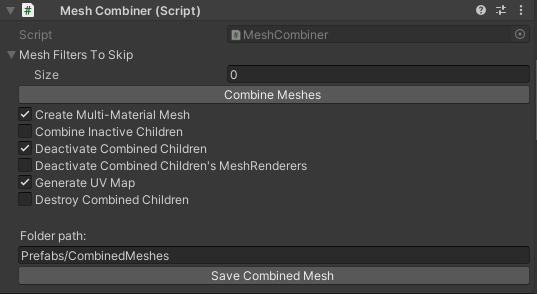 Mesh Combiner (Script)
Script MeshCombiner
Mesh Filters To Skip
Size 0
Combine Meshes
Create Multi-Material Mesh
Combine Inactive Children
Deactivate Combined Children
Deactivate Combined Children's MeshRenderers
Generate UV Map
Destroy Combined Children
Folder path:
Prefabs/CombinedMeshes
Save Combined Mesh